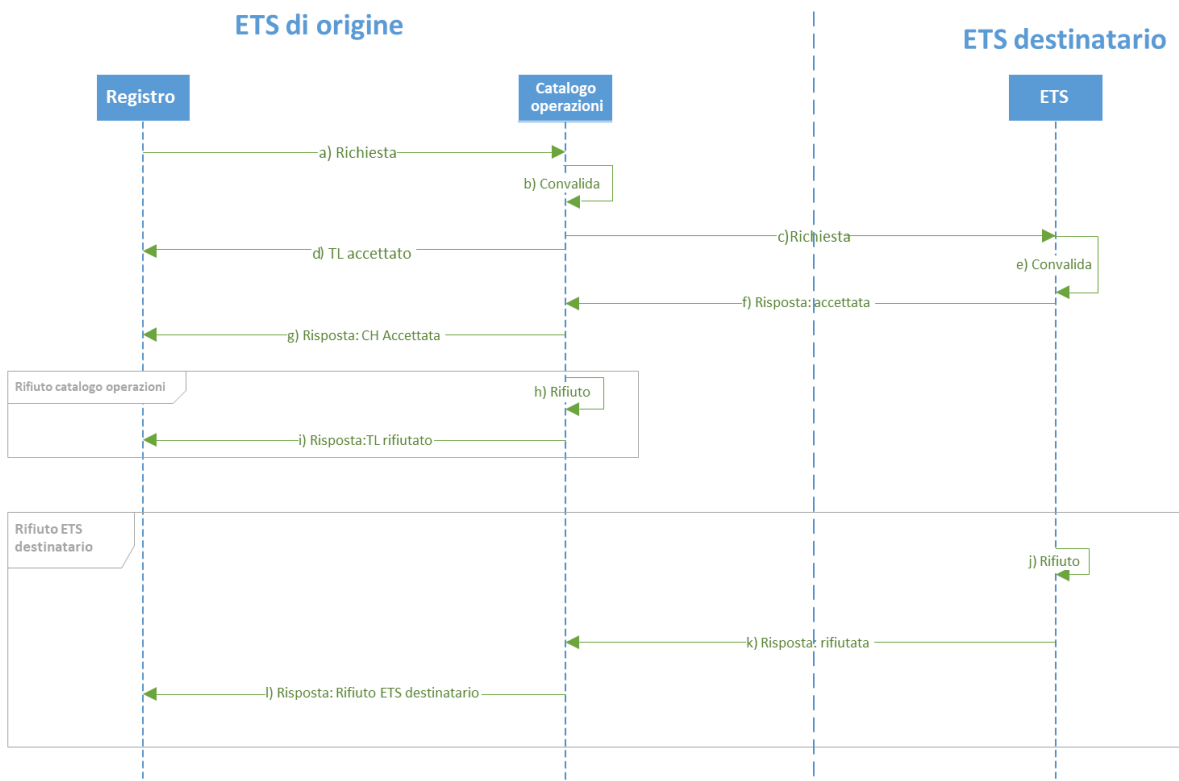 ETS di origine
ETS destinatario
Registro
Catalogo
operazioni
ETS
a) Richiesta
b) Convalida
c)Richiesta
d) TL accettato
e) Convalida
f) Risposta: accettata
g) Risposta: CH Accettata
Rifiuto catalogo operazioni
h) Rifiuto
i) Risposta:TL rifiutato
Rifiuto ETS
destinatario
j) Rifiuto
k) Risposta: rifiutata
l) Risposta: Rifiuto ETS destinatario